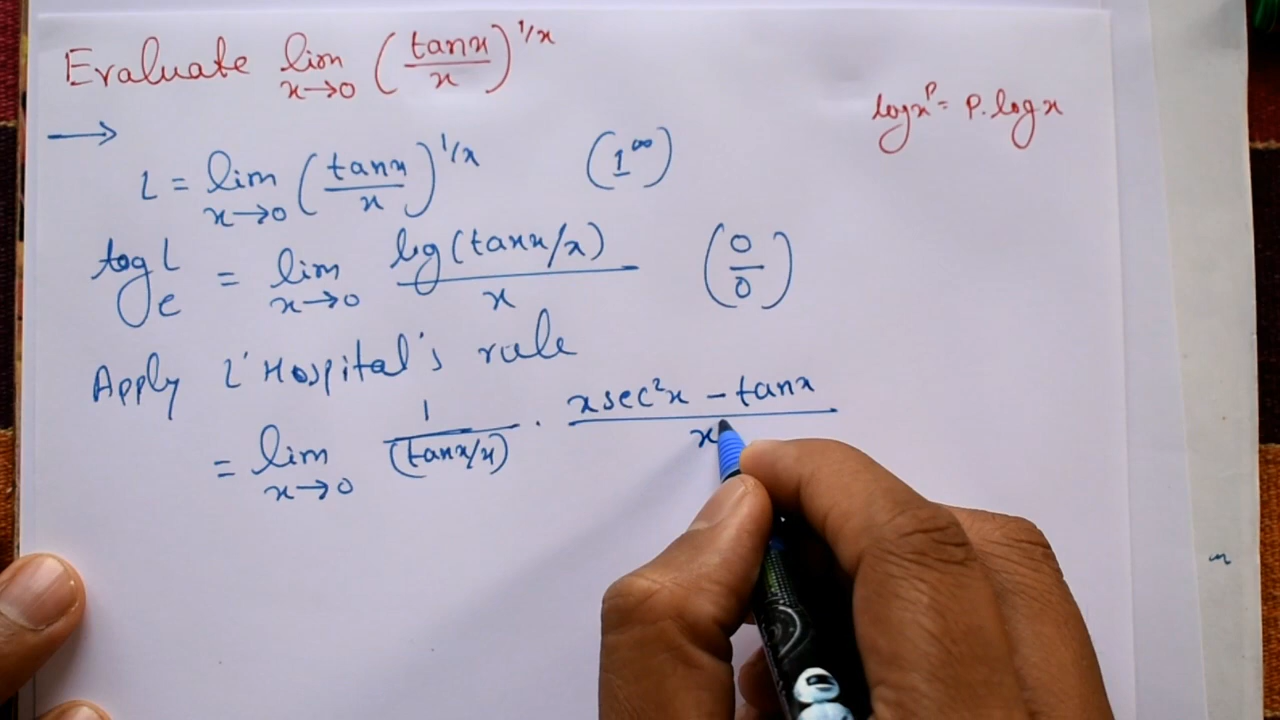 Evaluate lim x→0 (tanx/x)^1/x
log x^p = p.log x
L = lim x→0 (tanx/x)^1/x (1^∞)
log_e L = lim x→0 log(tanx/x)/x (0/0)
Apply L'Hospital's rule
= lim x→0 1/(tanx/x) · xsec²x - tanx/x